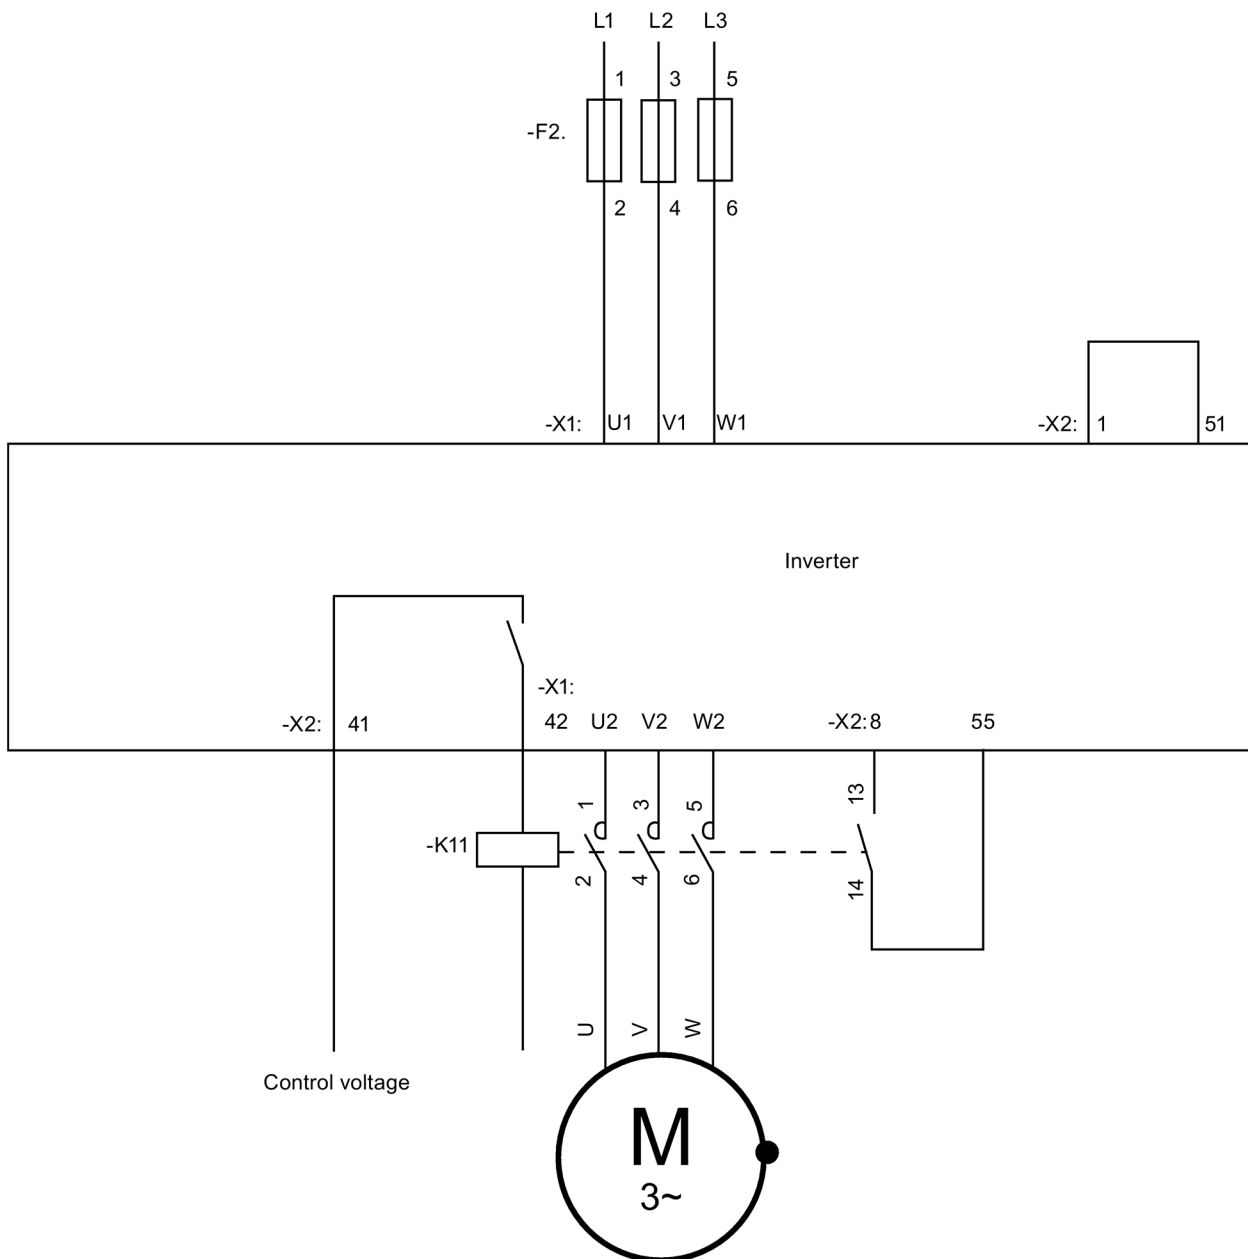 L1 L2 L3
1 3 5
-F2.
2 4 6
-X1: U1 V1 W1 -X2: 1 51
Inverter
-X1:
-X2: 41 42 U2 V2 W2 -X2:8 55
1 3 5 13
-K11
2 4 6 14
U V W
Control voltage
M
3~